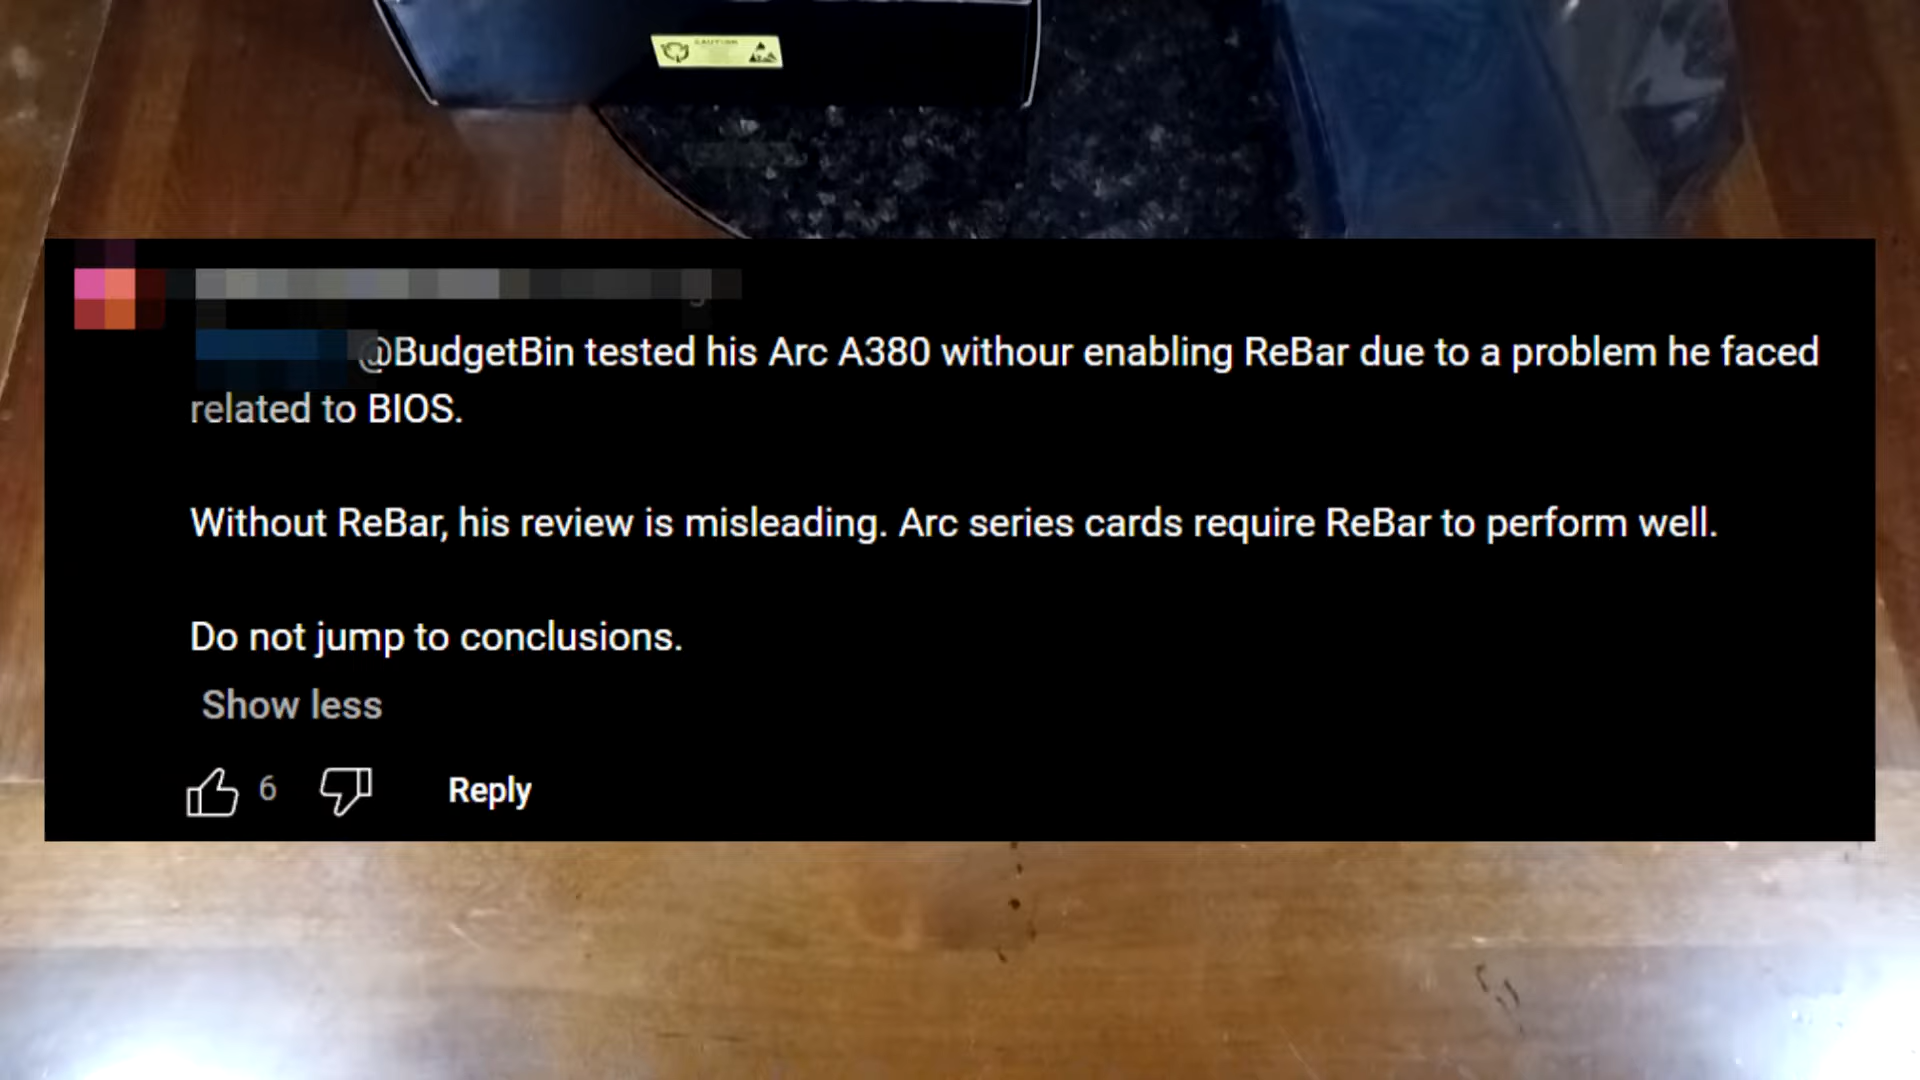 CAUTION
@BudgetBin tested his Arc A380 withour enabling ReBar due to a problem he faced
related to BIOS.
Without ReBar, his review is misleading. Arc series cards require ReBar to perform well.
Do not jump to conclusions.
Show less
6
Reply